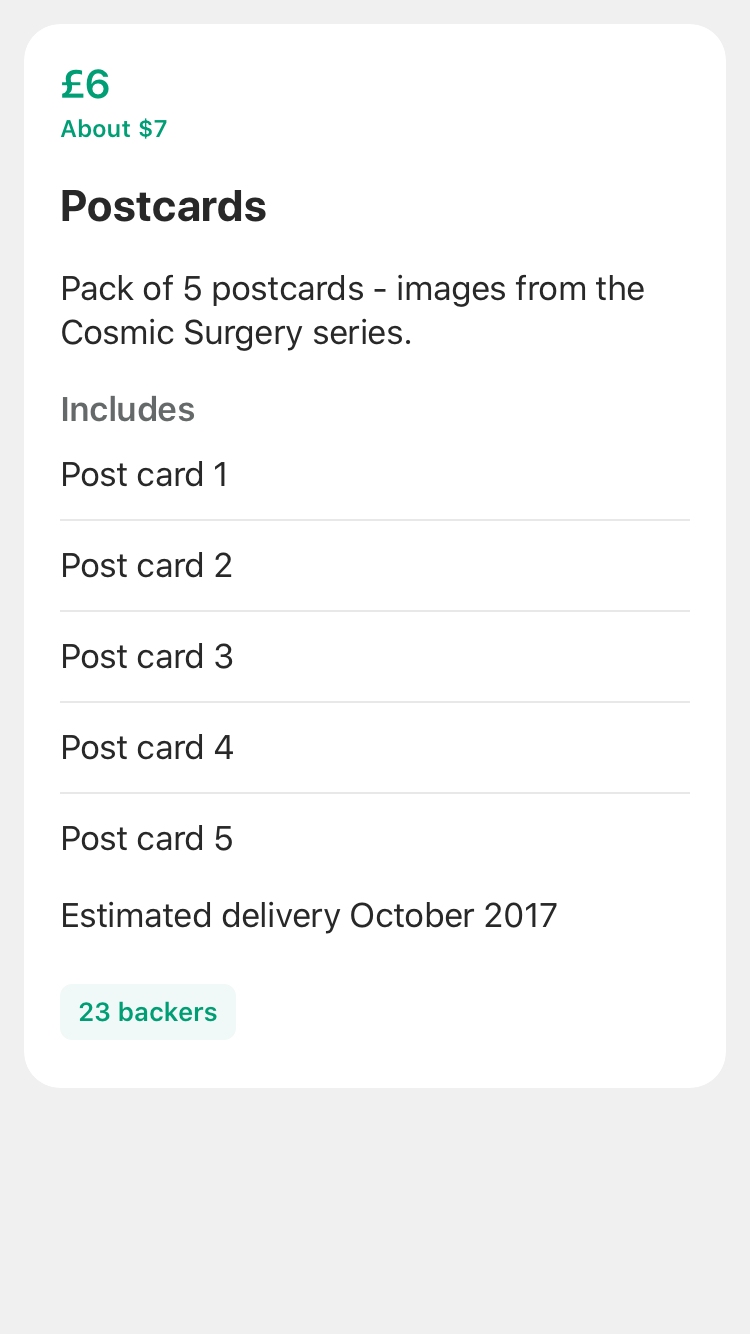 £6
About $7
Postcards
Pack of 5 postcards - images from the
Cosmic Surgery series.
Includes
Post card 1
Post card 2
Post card 3
Post card 4
Post card 5
Estimated delivery October 2017
23 backers